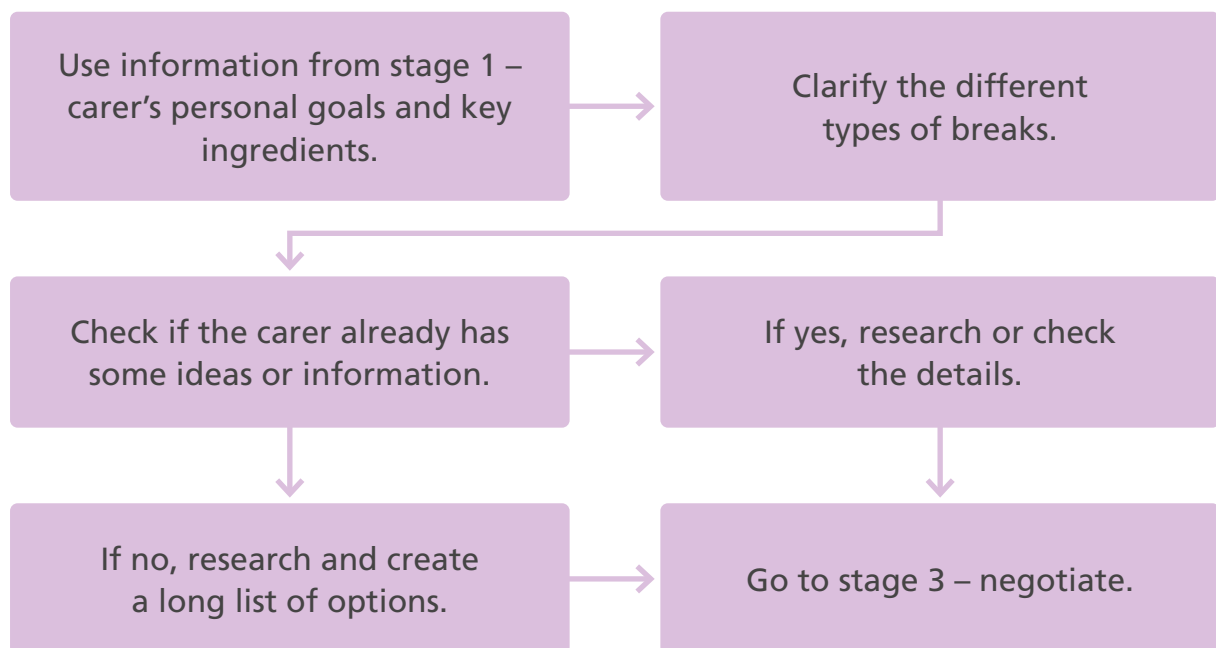 Use information from stage 1 –
carer’s personal goals and key
ingredients.
Clarify the different
types of breaks.
Check if the carer already has
some ideas or information.
If yes, research or check
the details.
If no, research and create
a long list of options.
Go to stage 3 – negotiate.